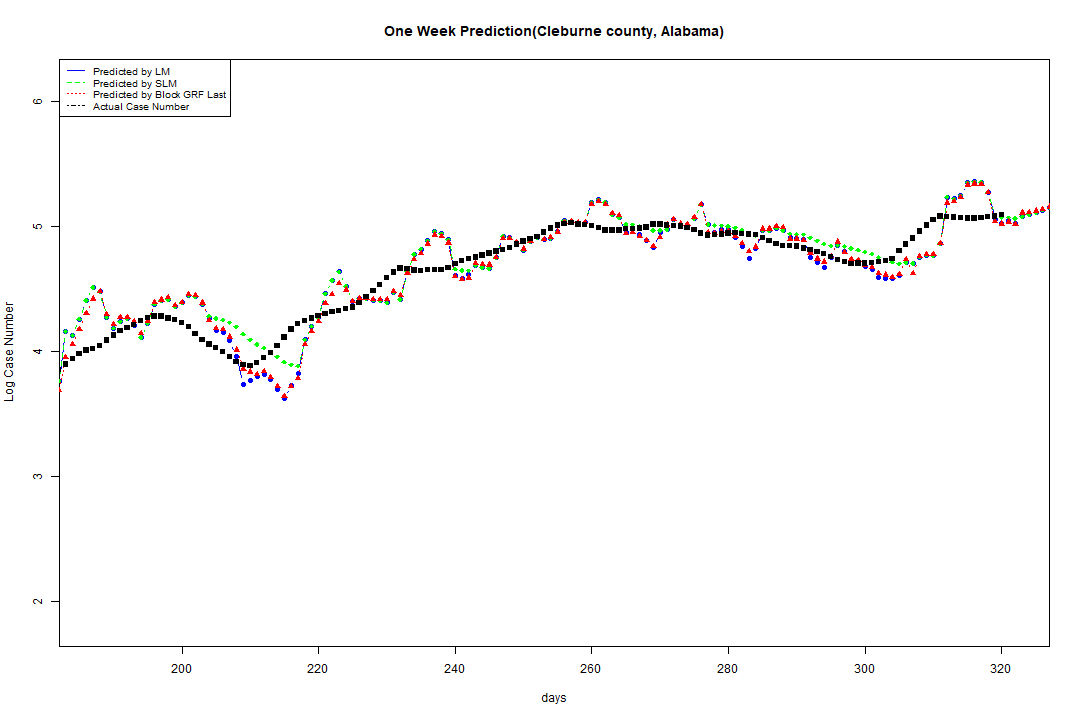 One Week Prediction(Cleburne county, Alabama)
Predicted by LM
Predicted by SLM
Predicted by Block GRF Last
Actual Case Number
6
5
4
3
2
Log Case Number
200 220 240 260 280 300 320
days